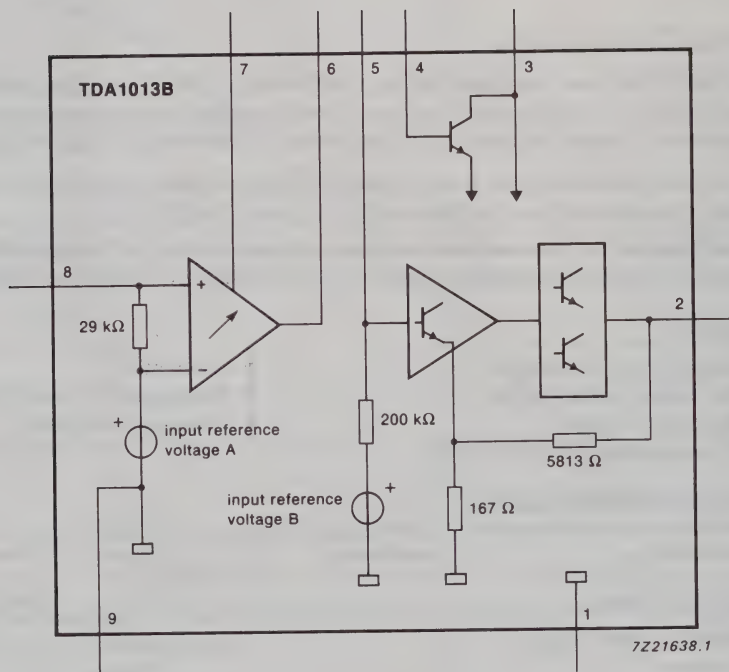 7
6
5
4
3
TDA1013B
8
+
29 kΩ
−
2
+
input reference
voltage A
200 kΩ
5813 Ω
input reference
voltage B
+
167 Ω
9
1
7Z21638.1